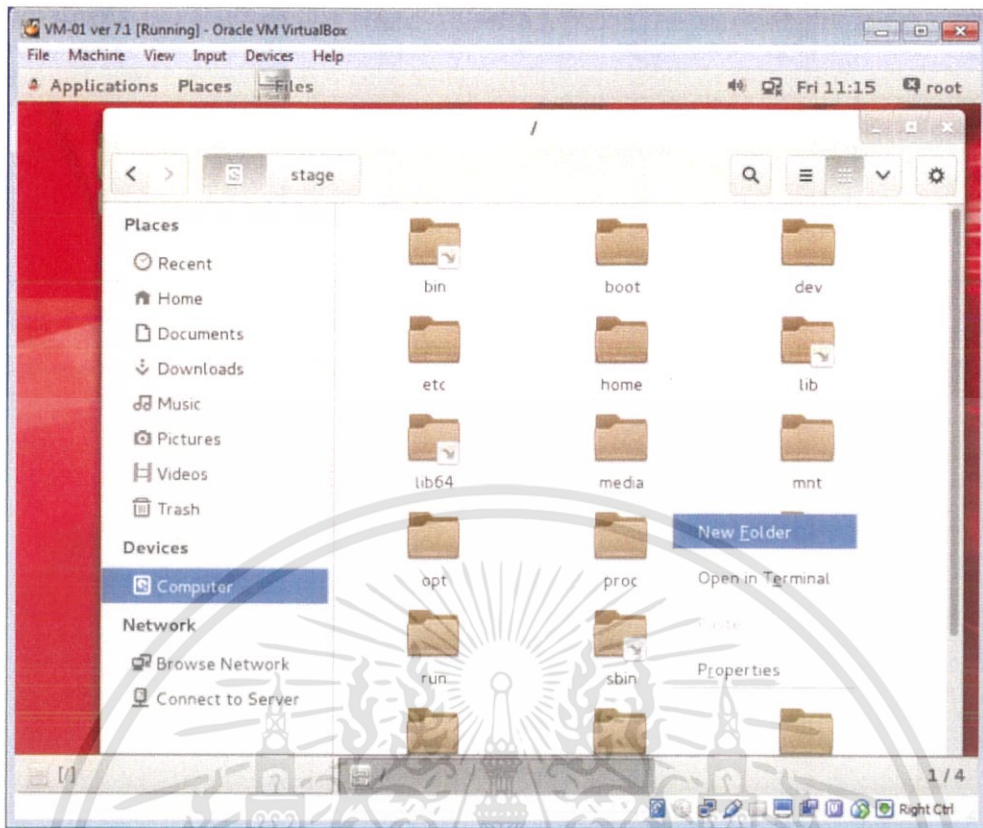 VM-01 ver 7.1 [Running] - Oracle VM VirtualBox
File Machine View Input Devices Help
Applications Places Files Fri 11:15 root
/
stage
Places
Recent
Home
Documents
Downloads
Music
Pictures
Videos
Trash
Devices
Computer
Network
Browse Network
Connect to Server
bin boot dev
etc home lib
lib64 media mnt
opt proc
run sbin
New Folder
Open in Terminal
Paste
Properties
[/] / 1 / 4
Right Ctrl